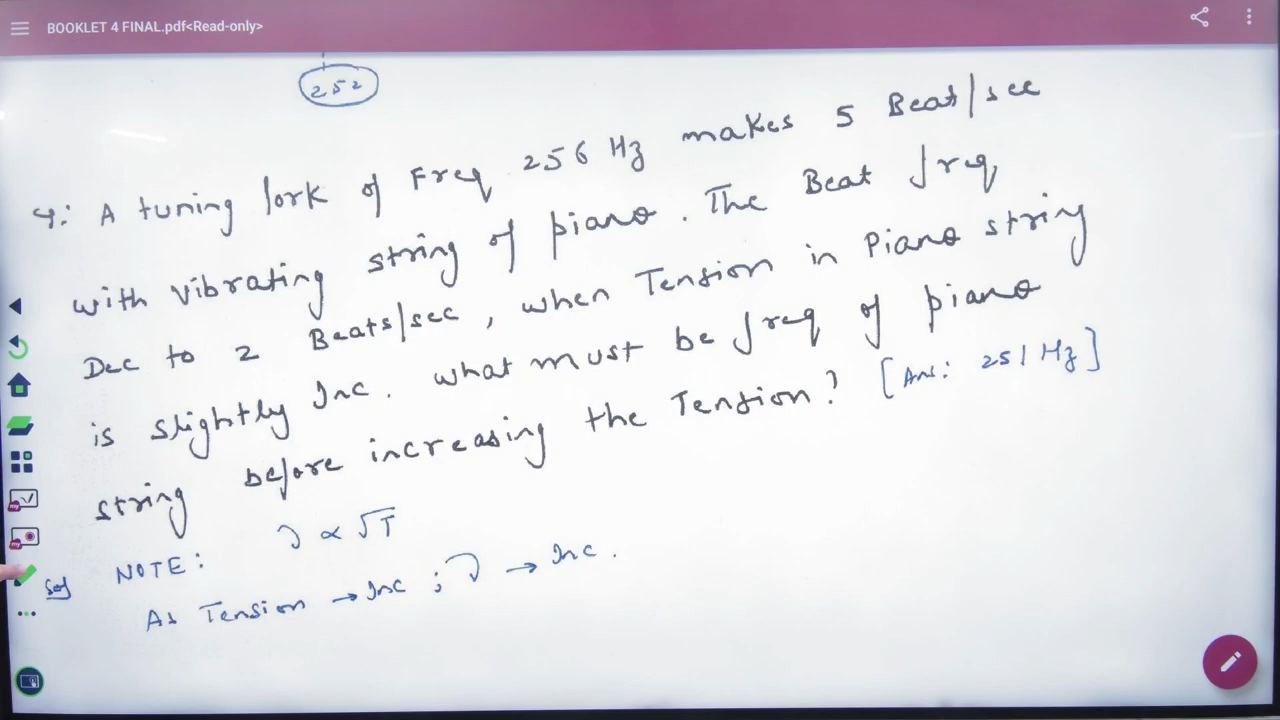 BOOKLET 4 FINAL.pdf<Read-only>
252
4: A tuning fork of Freq 256 Hz makes 5 Beat/sec
with vibrating string of piano. The Beat freq
Dec to 2 Beats/sec, when Tension in Piano string
is slightly Inc. what must be freq of piano
string before increasing the Tension? [Ans: 251 Hz]
Sol NOTE: ν ∝ √T
As Tension → Inc ; ν → Inc.